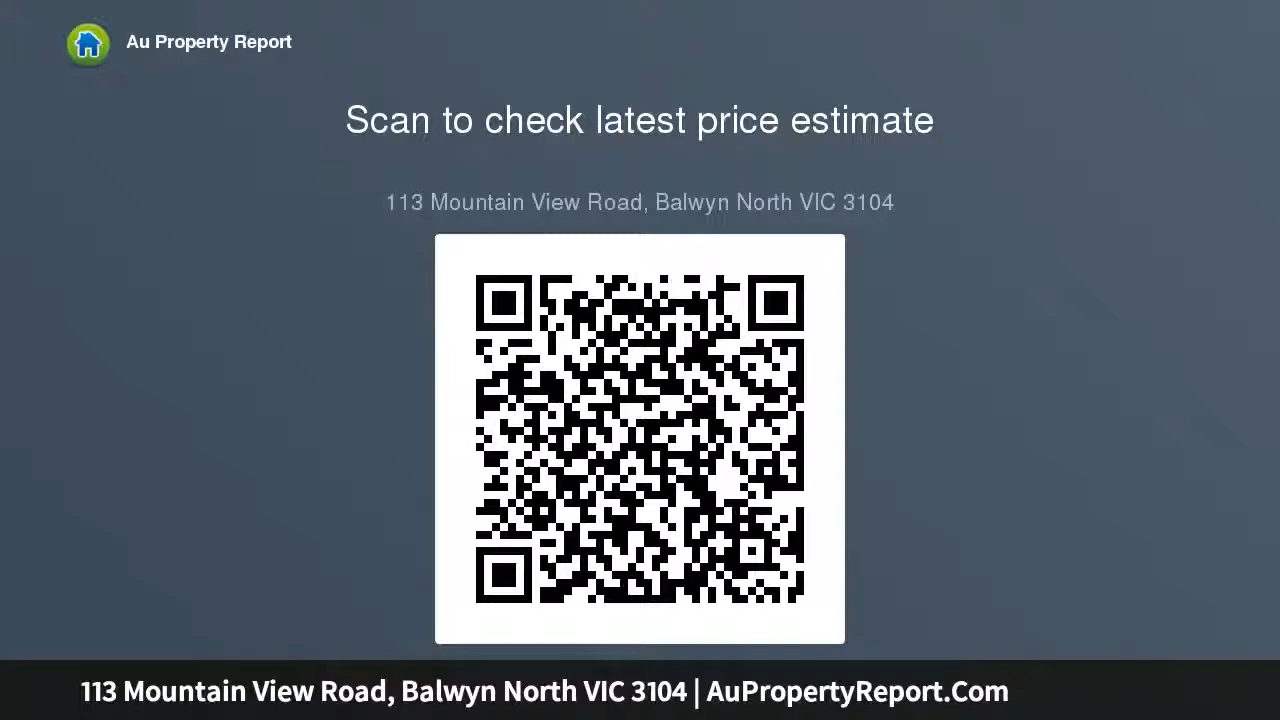 Au Property Report
Scan to check latest price estimate
113 Mountain View Road, Balwyn North VIC 3104
113 Mountain View Road, Balwyn North VIC 3104 | AuPropertyReport.Com